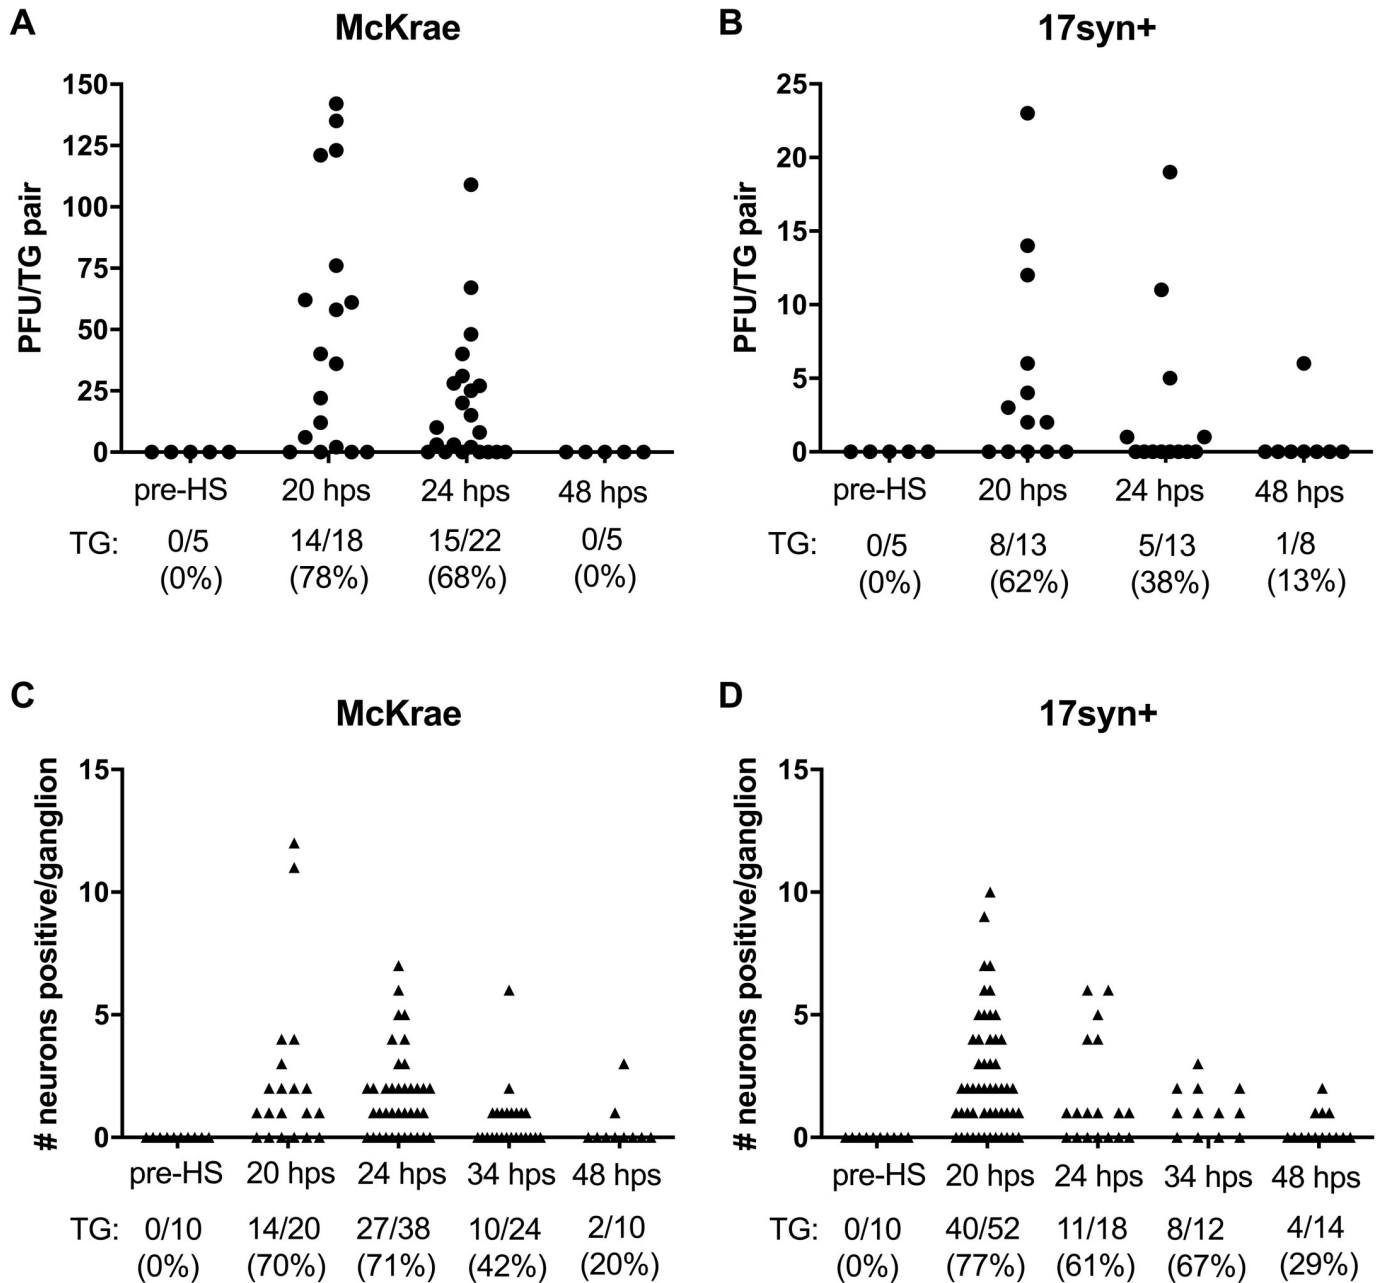 A
McKrae
PFU/TG pair
150
125
100
75
50
25
0
pre-HS 20 hps 24 hps 48 hps
TG: 0/5 14/18 15/22 0/5
(0%) (78%) (68%) (0%)
B
17syn+
PFU/TG pair
25
20
15
10
5
0
pre-HS 20 hps 24 hps 48 hps
TG: 0/5 8/13 5/13 1/8
(0%) (62%) (38%) (13%)
C
McKrae
# neurons positive/ganglion
15
10
5
0
pre-HS 20 hps 24 hps 34 hps 48 hps
TG: 0/10 14/20 27/38 10/24 2/10
(0%) (70%) (71%) (42%) (20%)
D
17syn+
# neurons positive/ganglion
15
10
5
0
pre-HS 20 hps 24 hps 34 hps 48 hps
TG: 0/10 40/52 11/18 8/12 4/14
(0%) (77%) (61%) (67%) (29%)